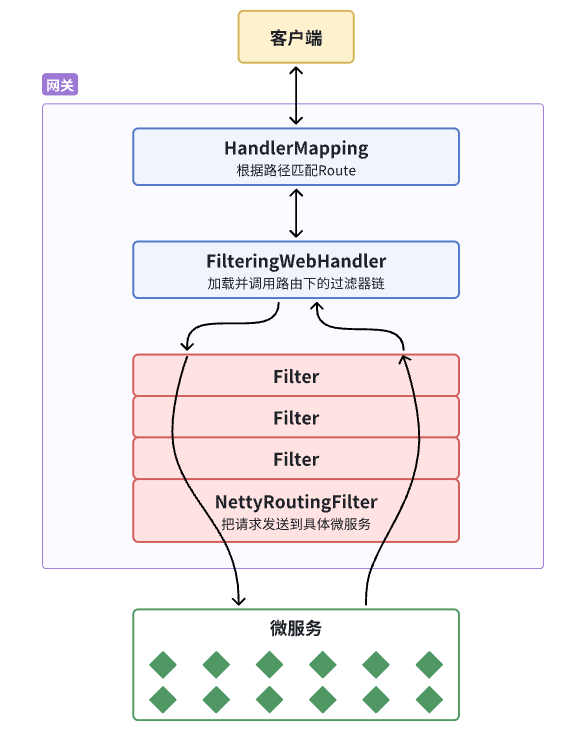 客户端
网关
HandlerMapping
根据路径匹配Route
FilteringWebHandler
加载并调用路由下的过滤器链
Filter
Filter
Filter
NettyRoutingFilter
把请求发送到具体微服务
微服务